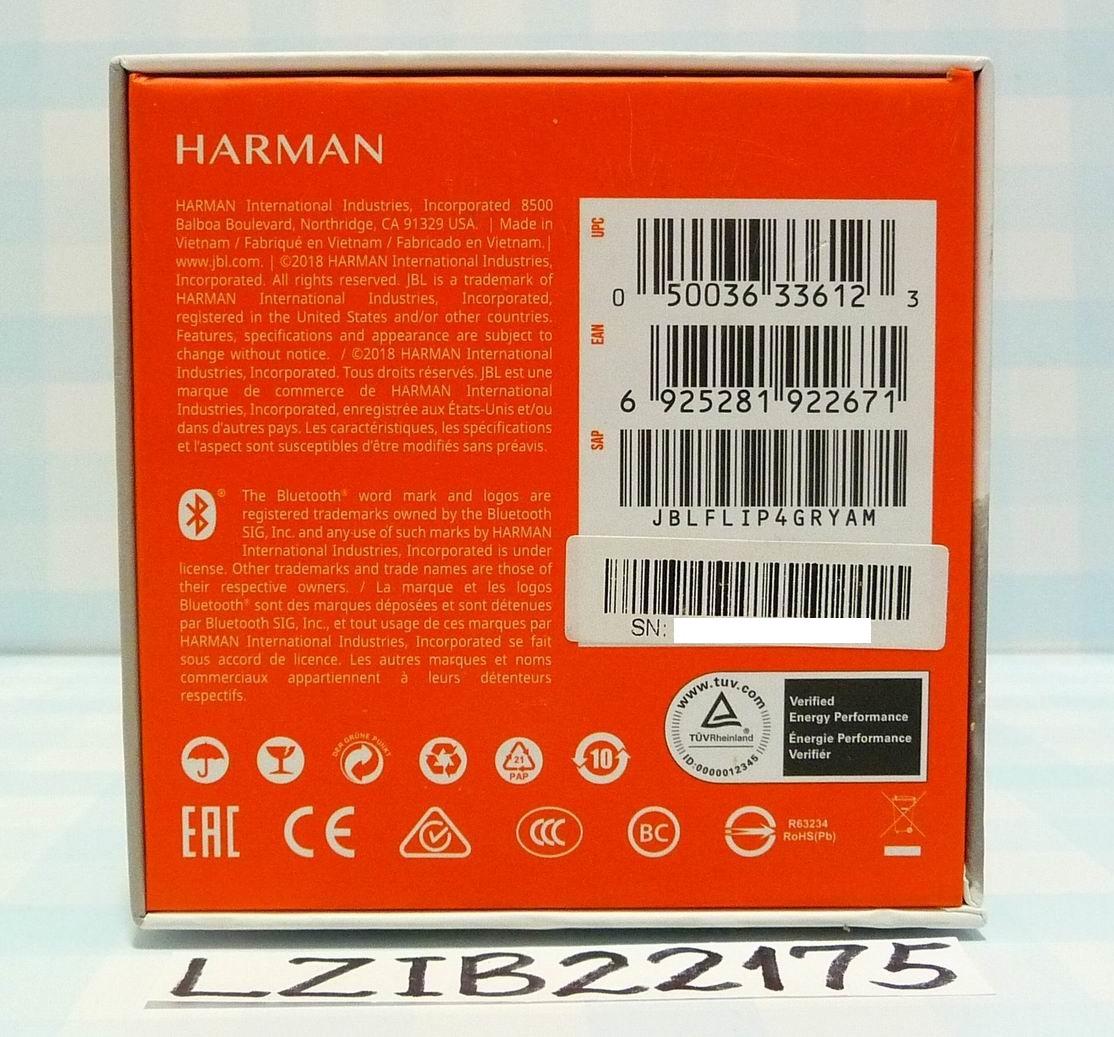 HARMAN
HARMAN International Industries, Incorporated 8500
Balboa Boulevard, Northridge, CA 91329 USA. | Made in
Vietnam / Fabriqué en Vietnam / Fabricado en Vietnam.|
www.jbl.com. | ©2018 HARMAN International Industries,
Incorporated. All rights reserved. JBL is a trademark of
HARMAN International Industries, Incorporated,
registered in the United States and/or other countries.
Features, specifications and appearance are subject to
change without notice. / ©2018 HARMAN International
Industries, Incorporated. Tous droits réservés. JBL est une
marque de commerce de HARMAN International
Industries, Incorporated, enregistrée aux États-Unis et/ou
dans d'autres pays. Les caractéristiques, les spécifications
et l'aspect sont susceptibles d'être modifiés sans préavis.
The Bluetooth® word mark and logos are
registered trademarks owned by the Bluetooth
SIG, Inc. and any use of such marks by HARMAN
International Industries, Incorporated is under
license. Other trademarks and trade names are those of
their respective owners. / La marque et les logos
Bluetooth® sont des marques déposées et sont détenues
par Bluetooth SIG, Inc., et tout usage de ces marques par
HARMAN International Industries, Incorporated se fait
sous accord de licence. Les autres marques et noms
commerciaux appartiennent à leurs détenteurs
respectifs.
UPC
0 50036 33612 3
EAN
6 925281 922671
SAP
JBLFLIP4GRYAM
SN:
www.tuv.com
TÜVRheinland®
ID:0000012345
Verified
Energy Performance
Énergie Performance
Verifiér
DER GRÜNE PUNKT
21
PAP
10
EAC
CE
CCC
BC
R63234
RoHS(Pb)
LZIB22175